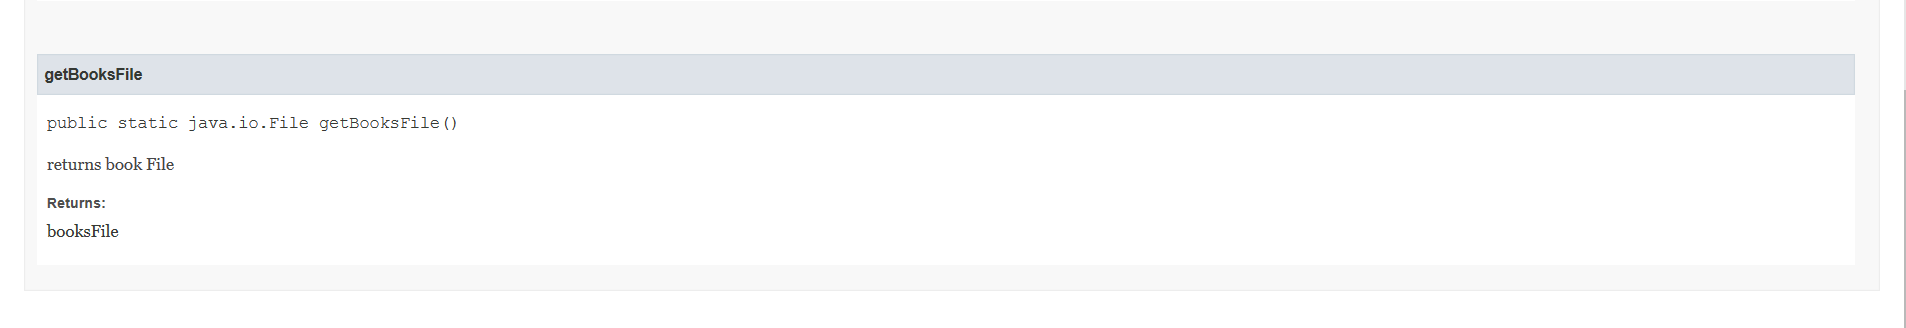 getBooksFile
public static java.io.File getBooksFile()
returns book File
Returns:
booksFile